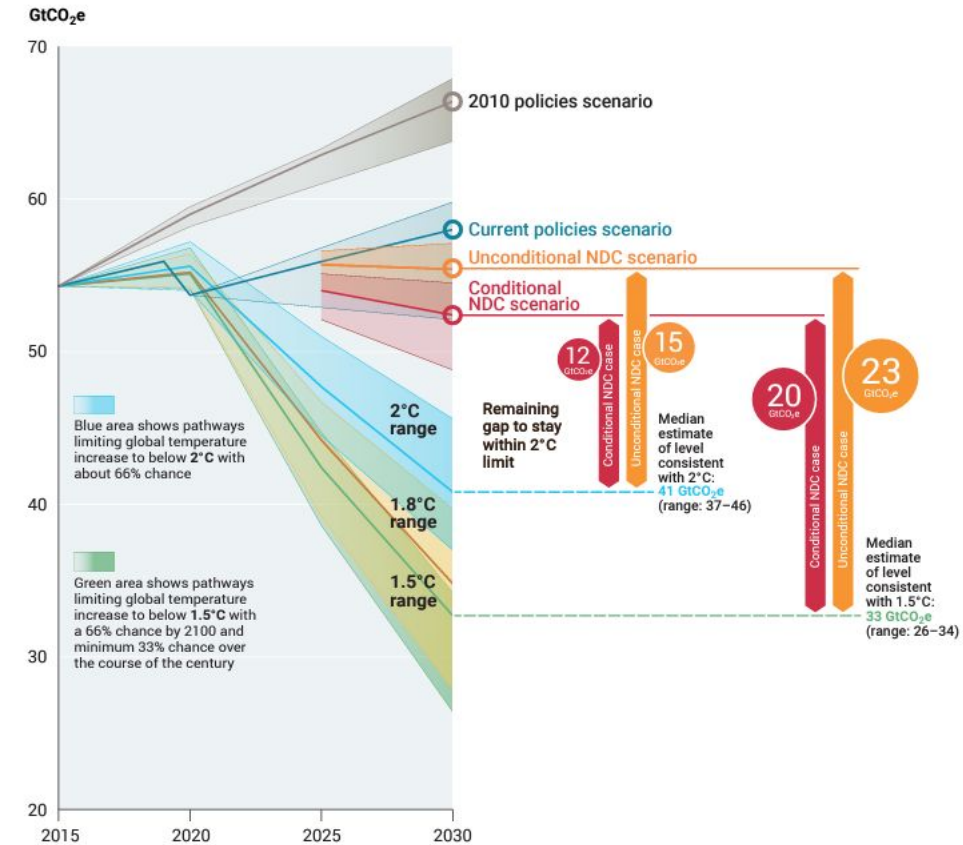 GtCO₂e
70
60
50
40
30
20
2015
2020
2025
2030
2010 policies scenario
Current policies scenario
Unconditional NDC scenario
Conditional
NDC scenario
2°C
range
1.8°C
range
1.5°C
range
Blue area shows pathways
limiting global temperature
increase to below 2°C with
about 66% chance
Green area shows pathways
limiting global temperature
increase to below 1.5°C with
a 66% chance by 2100 and
minimum 33% chance over
the course of the century
Remaining
gap to stay
within 2°C
limit
12
GtCO₂e
Conditional NDC case
Unconditional NDC case
15
GtCO₂e
Median
estimate
of level
consistent
with 2°C:
41 GtCO₂e
(range: 37–46)
20
GtCO₂e
Conditional NDC case
Unconditional NDC case
23
GtCO₂e
Median
estimate
of level
consistent
with 1.5°C:
33 GtCO₂e
(range: 26–34)